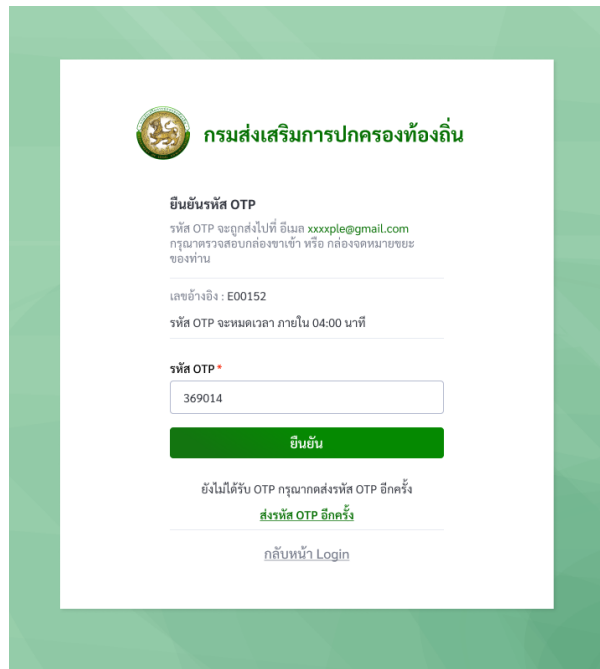 กรมส่งเสริมการปกครองท้องถิ่น
ยืนยันรหัส OTP
รหัส OTP จะถูกส่งไปที่ อีเมล xxxxple@gmail.com
กรุณาตรวจสอบกล่องขาเข้า หรือ กล่องจดหมายขยะ
ของท่าน
เลขอ้างอิง : E00152
รหัส OTP จะหมดเวลา ภายใน 04:00 นาที
รหัส OTP *
369014
ยืนยัน
ยังไม่ได้รับ OTP กรุณากดส่งรหัส OTP อีกครั้ง
ส่งรหัส OTP อีกครั้ง
กลับหน้า Login